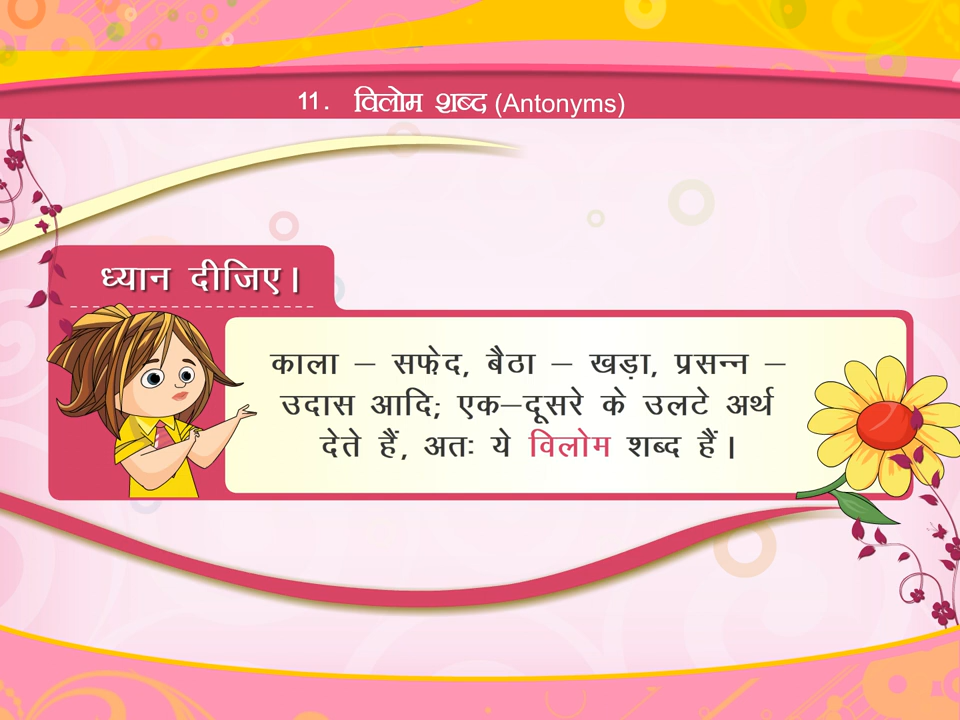 11. विलोम शब्द (Antonyms)
ध्यान दीजिए।
काला – सफ़ेद, बैठा – खड़ा, प्रसन्न –
उदास आदि; एक–दूसरे के उलटे अर्थ
देते हैं, अतः ये विलोम शब्द हैं।